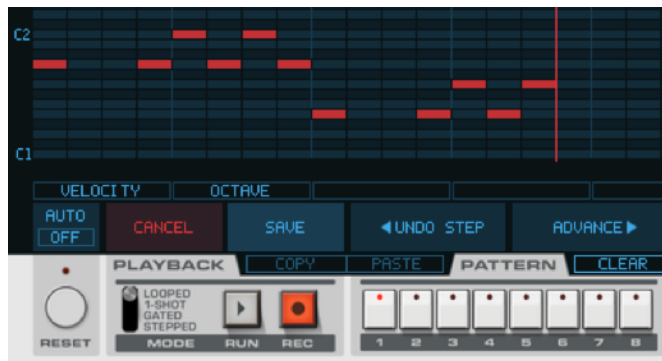 C2
C1
VELOCITY OCTAVE
AUTO
OFF
CANCEL SAVE ◀UNDO STEP ADVANCE▶
PLAYBACK COPY PASTE PATTERN CLEAR
LOOPED
1-SHOT
GATED
STEPPED
RESET MODE RUN REC 1 2 3 4 5 6 7 8